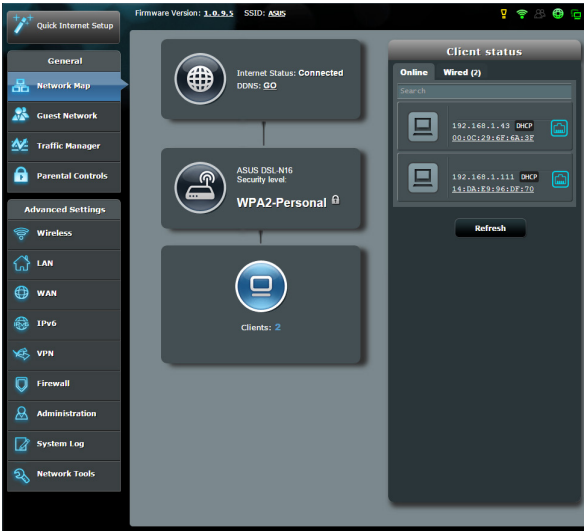 Firmware Version: 1.0.9.5 SSID: ASUS
Quick Internet Setup
General
Network Map
Guest Network
Traffic Manager
Parental Controls
Advanced Settings
Wireless
LAN
WAN
IPv6
VPN
Firewall
Administration
System Log
Network Tools
Internet Status: Connected
DDNS: GO
ASUS DSL-N16
Security level:
WPA2-Personal
Clients: 2
Client status
Online Wired (2)
Search
192.168.1.43 DHCP
00:0C:29:6F:6A:3F
192.168.1.111 DHCP
14:DA:E9:96:DF:70
Refresh